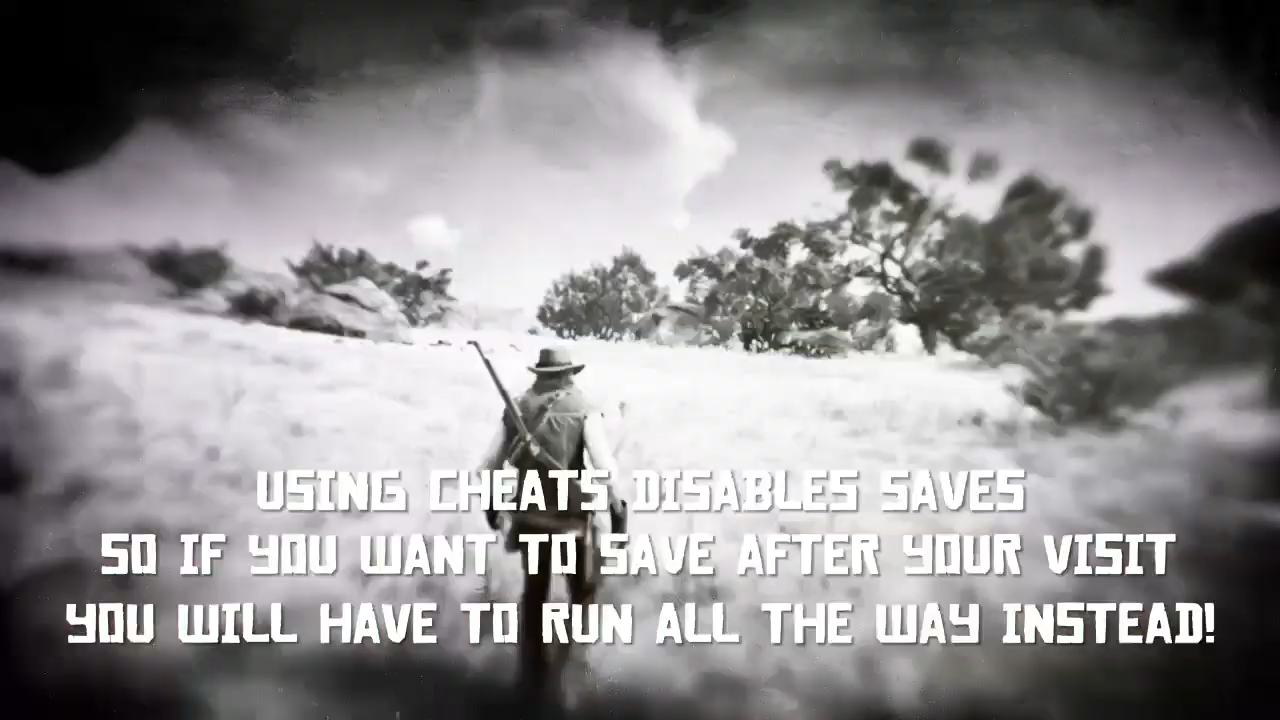 USING CHEATS DISABLES SAVES
SO IF YOU WANT TO SAVE AFTER YOUR VISIT
YOU WILL HAVE TO RUN ALL THE WAY INSTEAD!